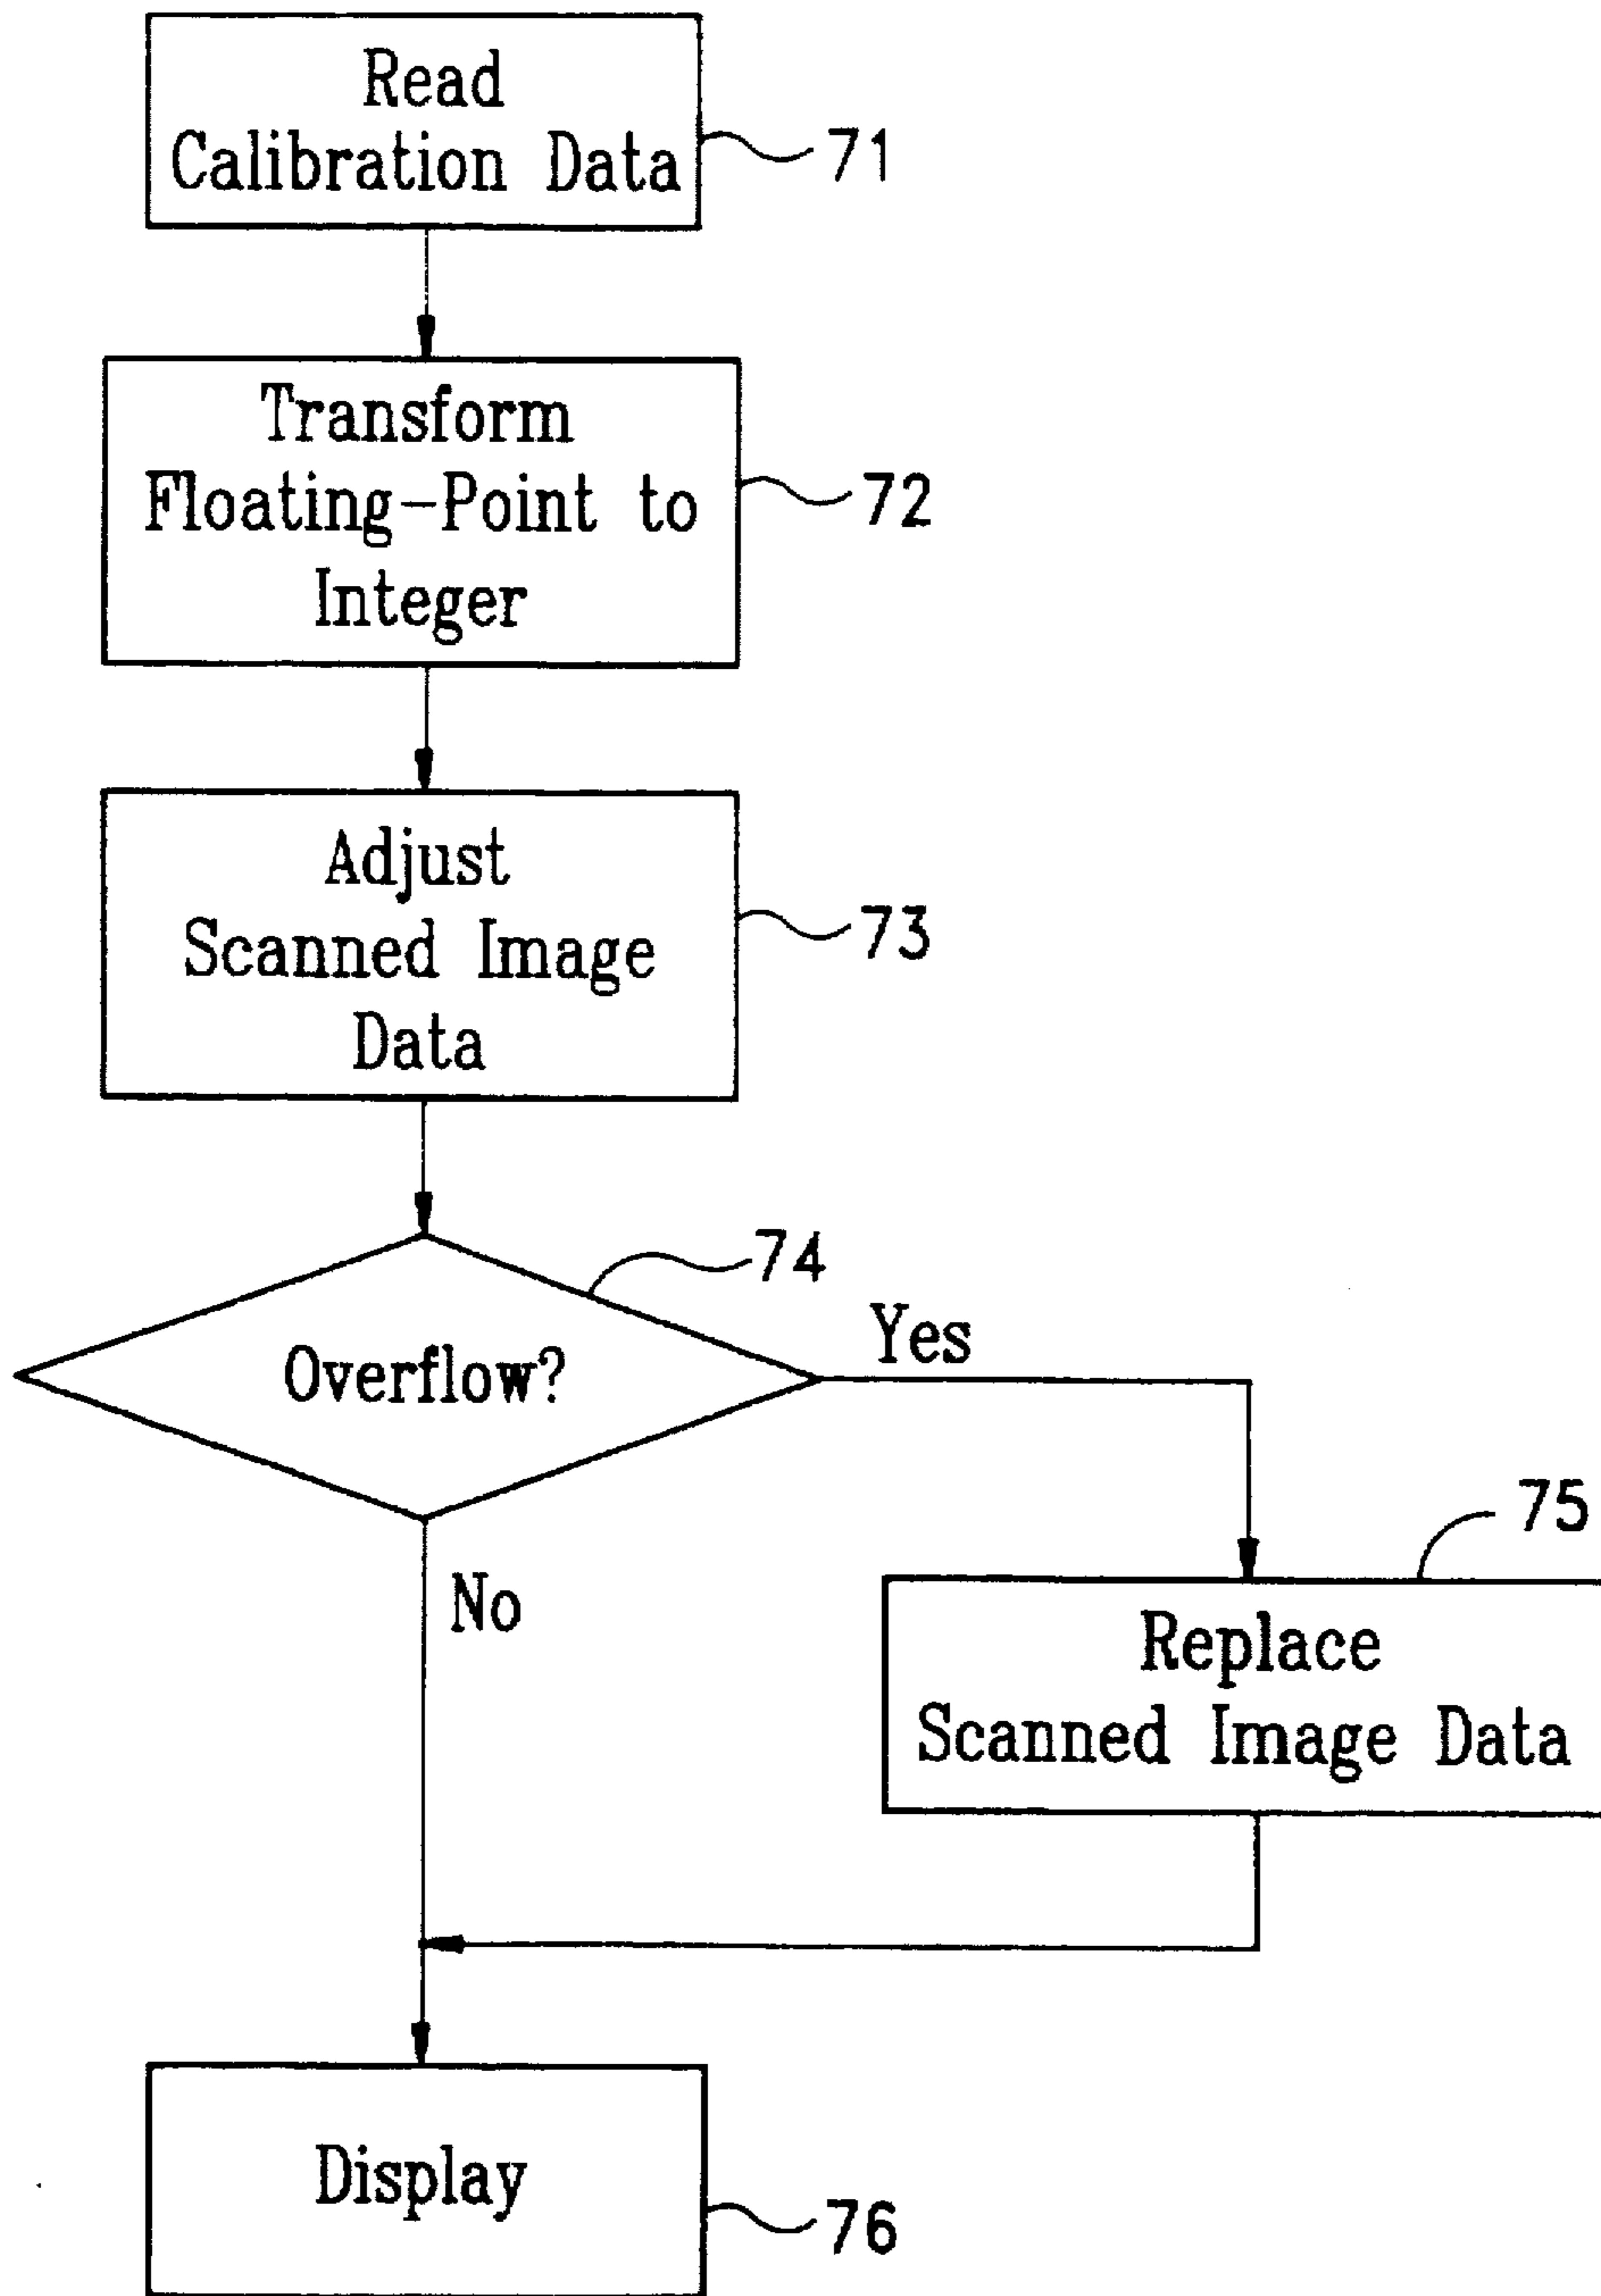 Read
Calibration Data
71
Transform
Floating-Point to
Integer
72
Adjust
Scanned Image
Data
73
74
Overflow?
Yes
No
75
Replace
Scanned Image Data
Display
76